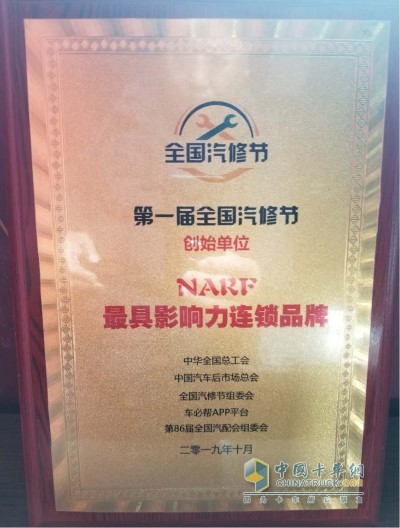 全国汽修节
第一届全国汽修节
创始单位
NARF
最具影响力连锁品牌
中华全国总工会
中国汽车后市场总会
全国汽修节组委会
车必帮APP平台
第86届全国汽配会组委会
二零一九年十月
中国卡车网
CHINATRUCK.COM